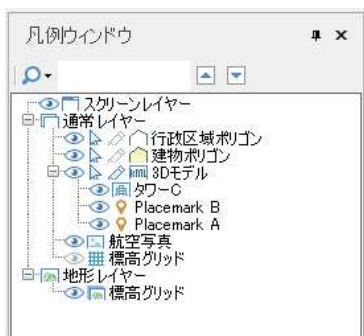 凡例ウィンドウ
スクリーンレイヤー
通常レイヤー
行政区域ポリゴン
建物ポリゴン
3Dモデル
タワーC
Placemark B
Placemark A
航空写真
標高グリッド
地形レイヤー
標高グリッド